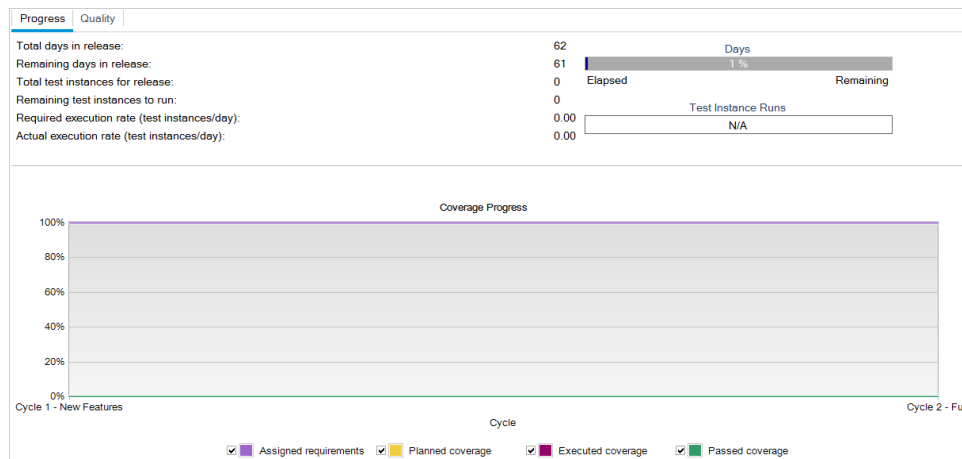 Progress Quality
Total days in release: 62
Remaining days in release: 61
Total test instances for release: 0
Remaining test instances to run: 0
Required execution rate (test instances/day): 0.00
Actual execution rate (test instances/day): 0.00
Days
1 %
Elapsed Remaining
Test Instance Runs
N/A
Coverage Progress
100%
80%
60%
40%
20%
0%
Cycle 1 - New Features Cycle 2 - Fu
Cycle
Assigned requirements Planned coverage Executed coverage Passed coverage